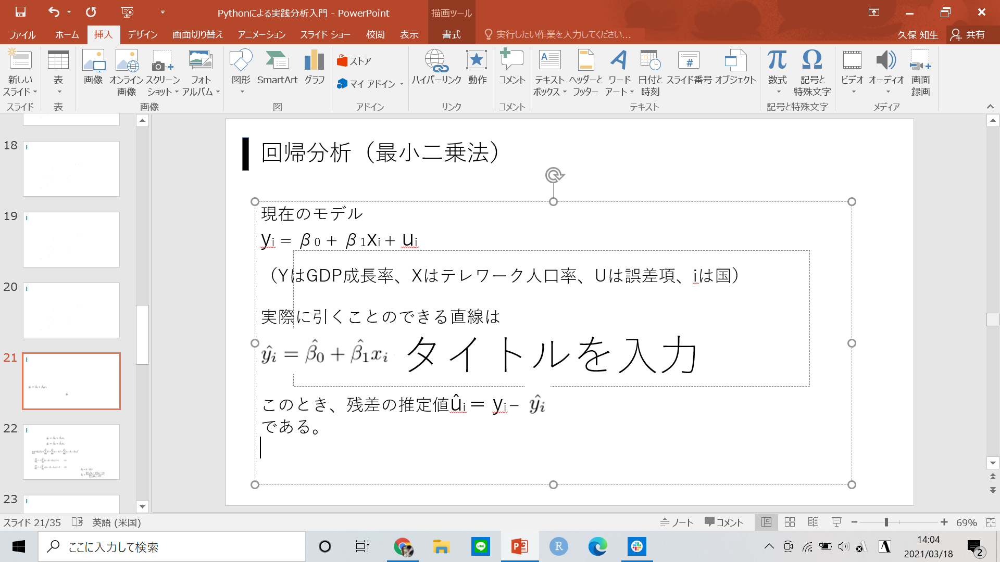 Pythonによる実践分析入門 - PowerPoint
描画ツール
ファイル ホーム 挿入 デザイン 画面切り替え アニメーション スライド ショー 校閲 表示 書式 実行したい作業を入力してください... 久保 知生 共有
新しい スライド
表
画像
オンライン 画像
スクリーン ショット
フォト アルバム
図形
SmartArt
グラフ
ストア
マイ アドイン
ハイパーリンク
動作
コメント
テキスト ボックス
ヘッダーと フッター
ワード アート
日付と 時刻
スライド番号
オブジェクト
数式
記号と 特殊文字
ビデオ
オーディオ
画面 録画
スライド 表 画像 図 アドイン リンク コメント テキスト 記号と特殊文字 メディア
18
19
20
21
22
23
回帰分析（最小二乗法）
現在のモデル
yi = β0 + β1Xi + ui
（YはGDP成長率、Xはテレワーク人口率、Uは誤差項、iは国）
実際に引くことのできる直線は
ŷi = β̂0 + β̂1xi
タイトルを入力
このとき、残差の推定値ûi＝ yi− ŷi
である。
スライド 21/35 英語 (米国) ノート コメント 69%
ここに入力して検索
LINE
R
A
14:04
2021/03/18
2